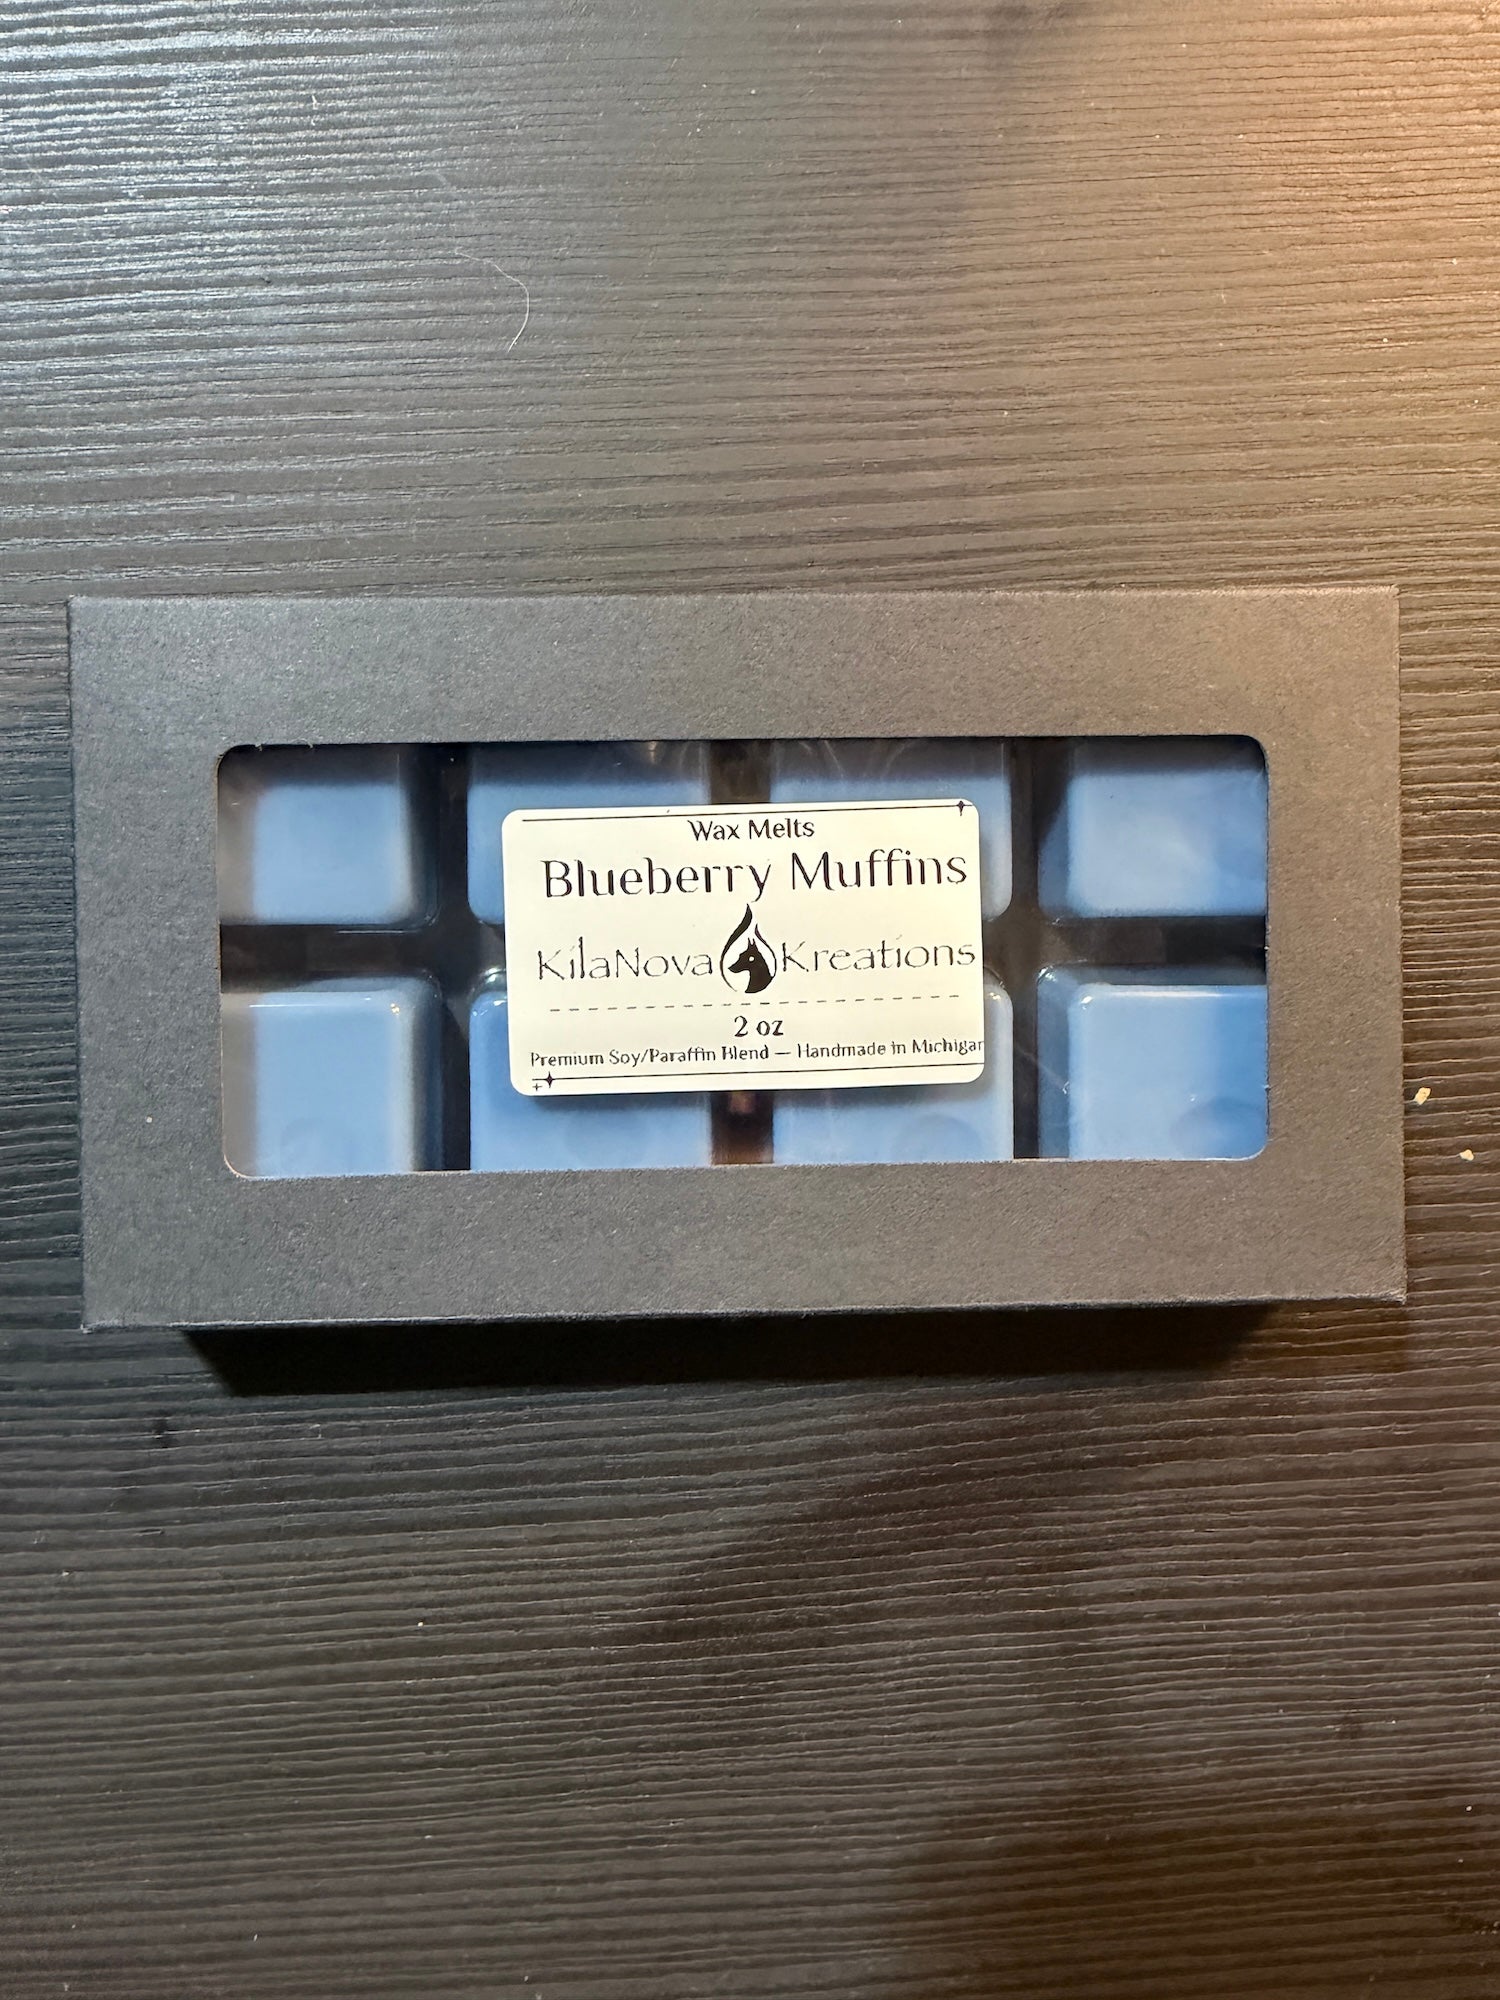 Wax Melts
Blueberry Muffins
KilaNova Kreations
2 oz
Premium Soy/Paraffin Blend — Handmade in Michigan